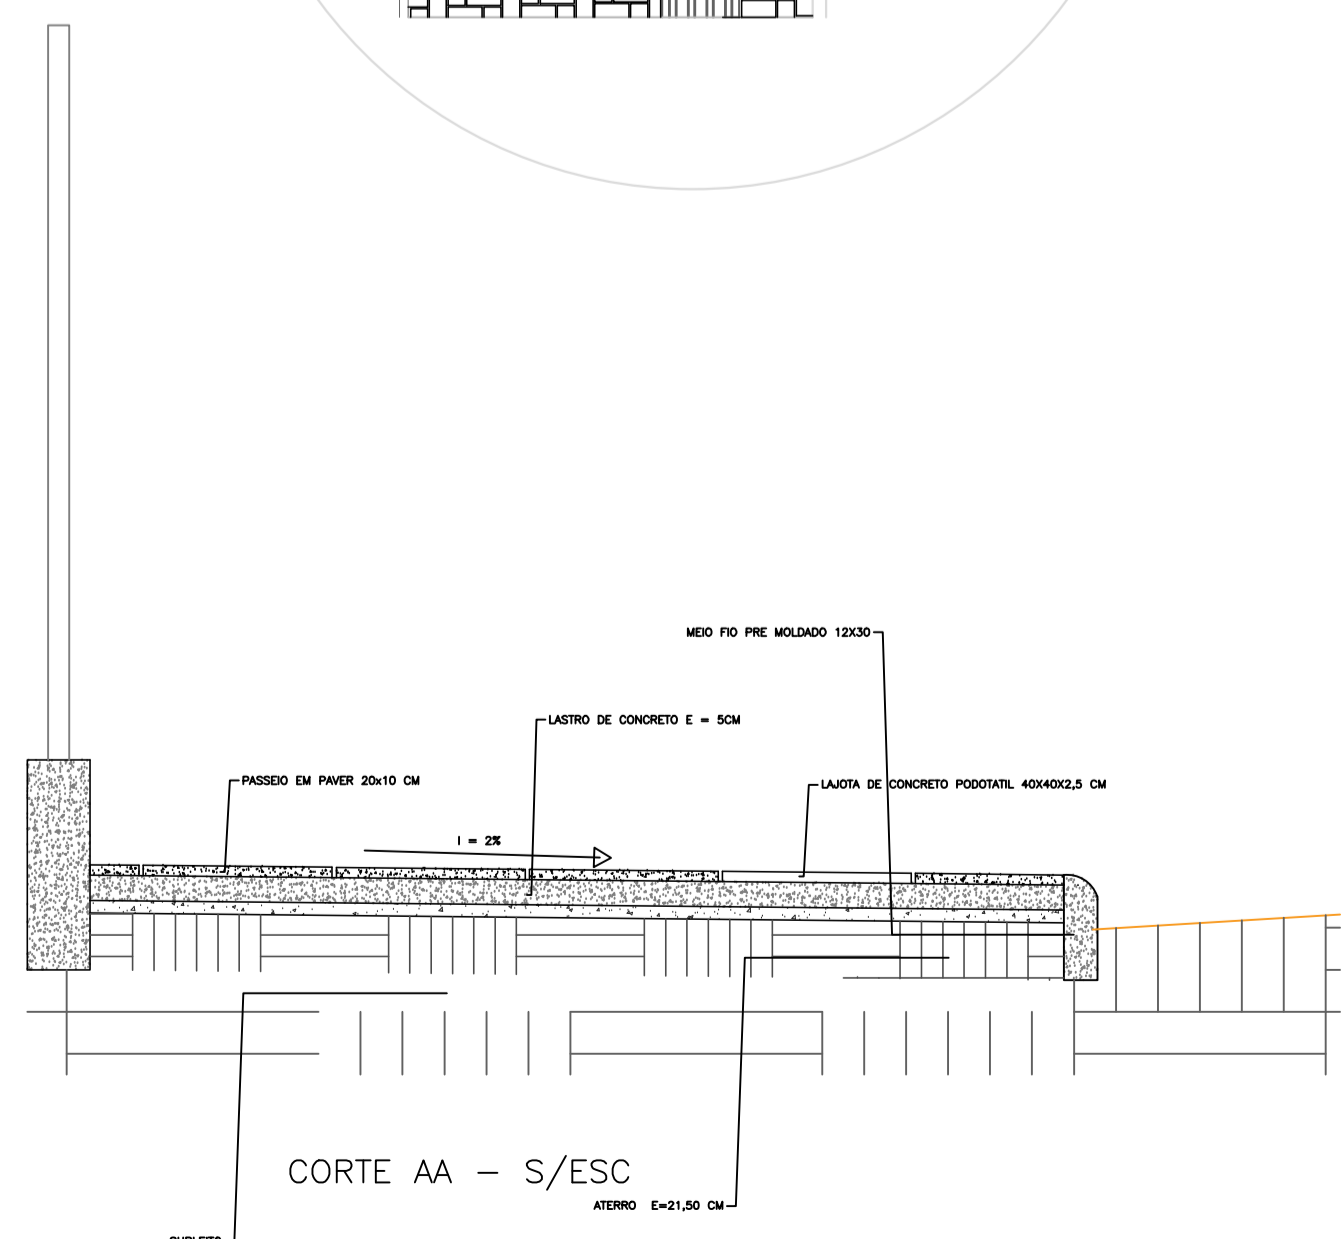 MEIO FIO PRE MOLDADO 12X30
LASTRO DE CONCRETO E = 5CM
PASSEIO EM PAVER 20x10 CM
LAJOTA DE CONCRETO PODOTATIL 40X40X2,5 CM
I = 2%
CORTE AA - S/ESC
ATERRO E=21,50 CM